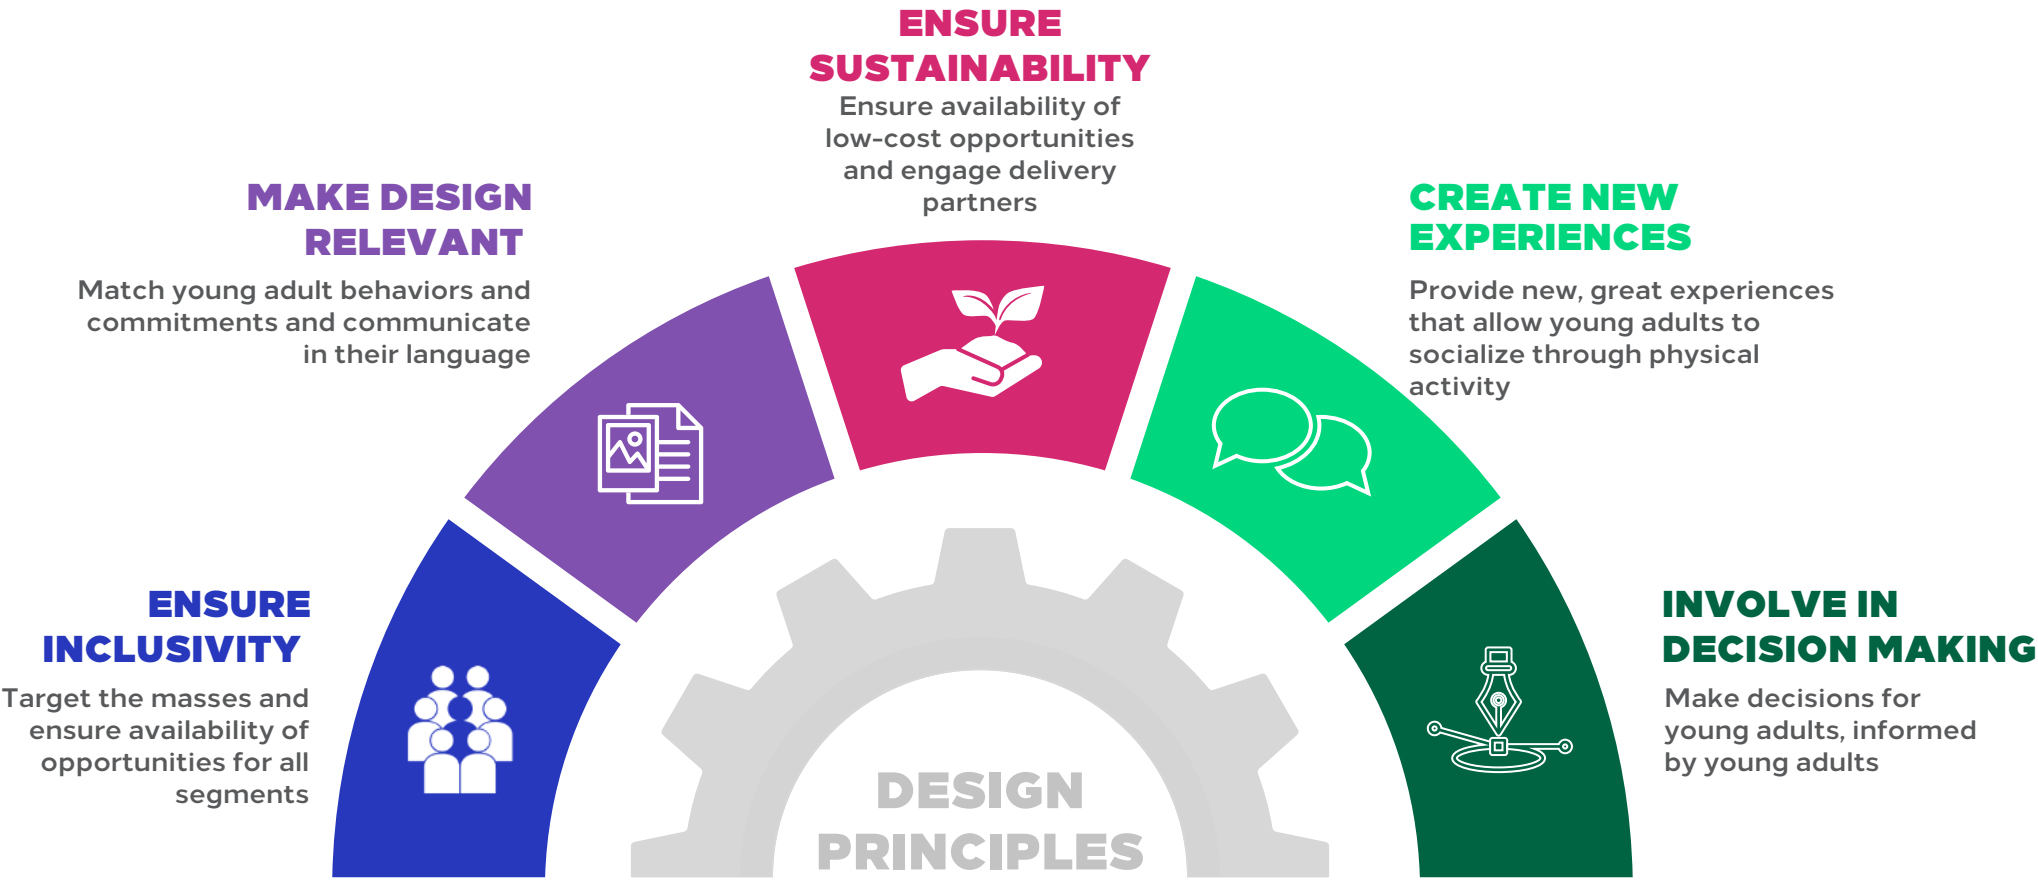 ENSURE
SUSTAINABILITY
Ensure availability of
low-cost opportunities
and engage delivery
partners
MAKE DESIGN
RELEVANT
Match young adult behaviors and
commitments and communicate
in their language
CREATE NEW
EXPERIENCES
Provide new, great experiences
that allow young adults to
socialize through physical
activity
ENSURE
INCLUSIVITY
Target the masses and
ensure availability of
opportunities for all
segments
INVOLVE IN
DECISION MAKING
Make decisions for
young adults, informed
by young adults
DESIGN
PRINCIPLES